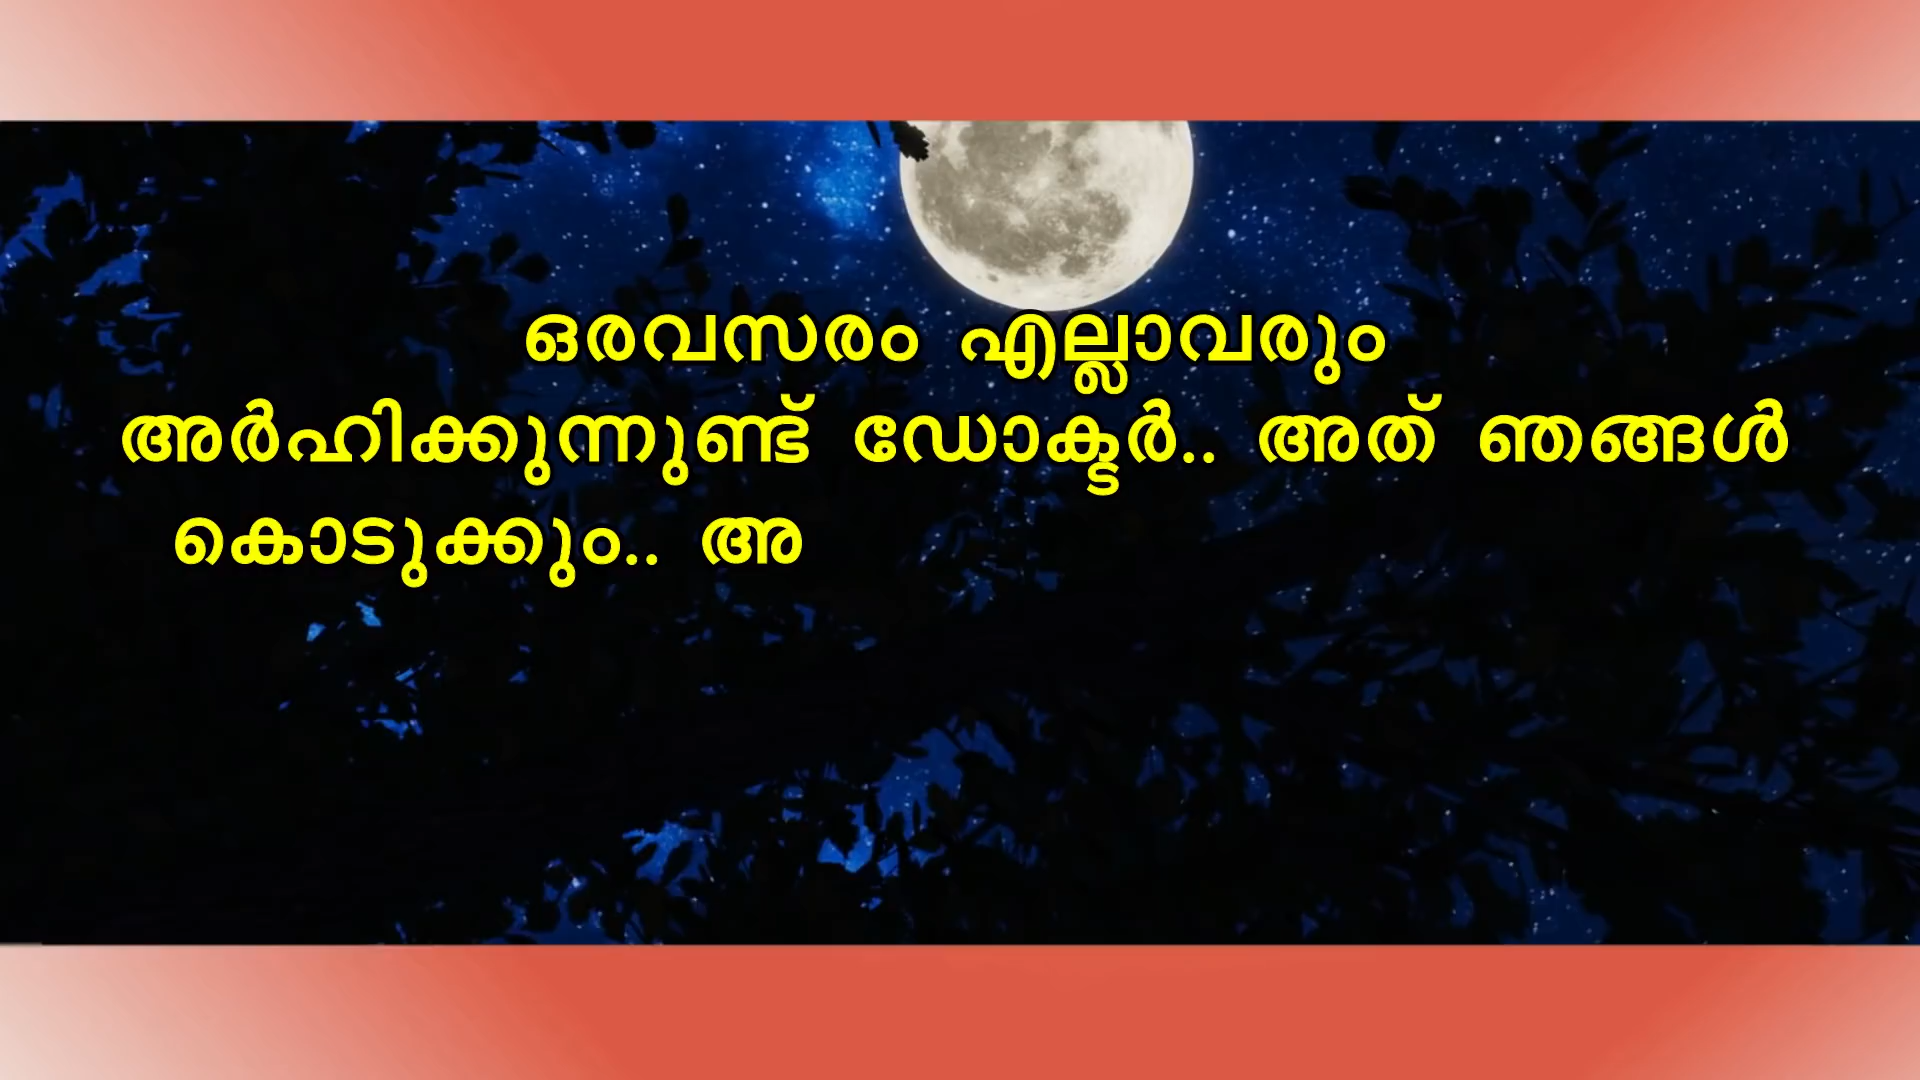 ഒരവസരം എല്ലാവരും
അർഹിക്കുന്നുണ്ട് ഡോക്ടർ.. അത് ഞങ്ങൾ
കൊടുക്കും.. അ